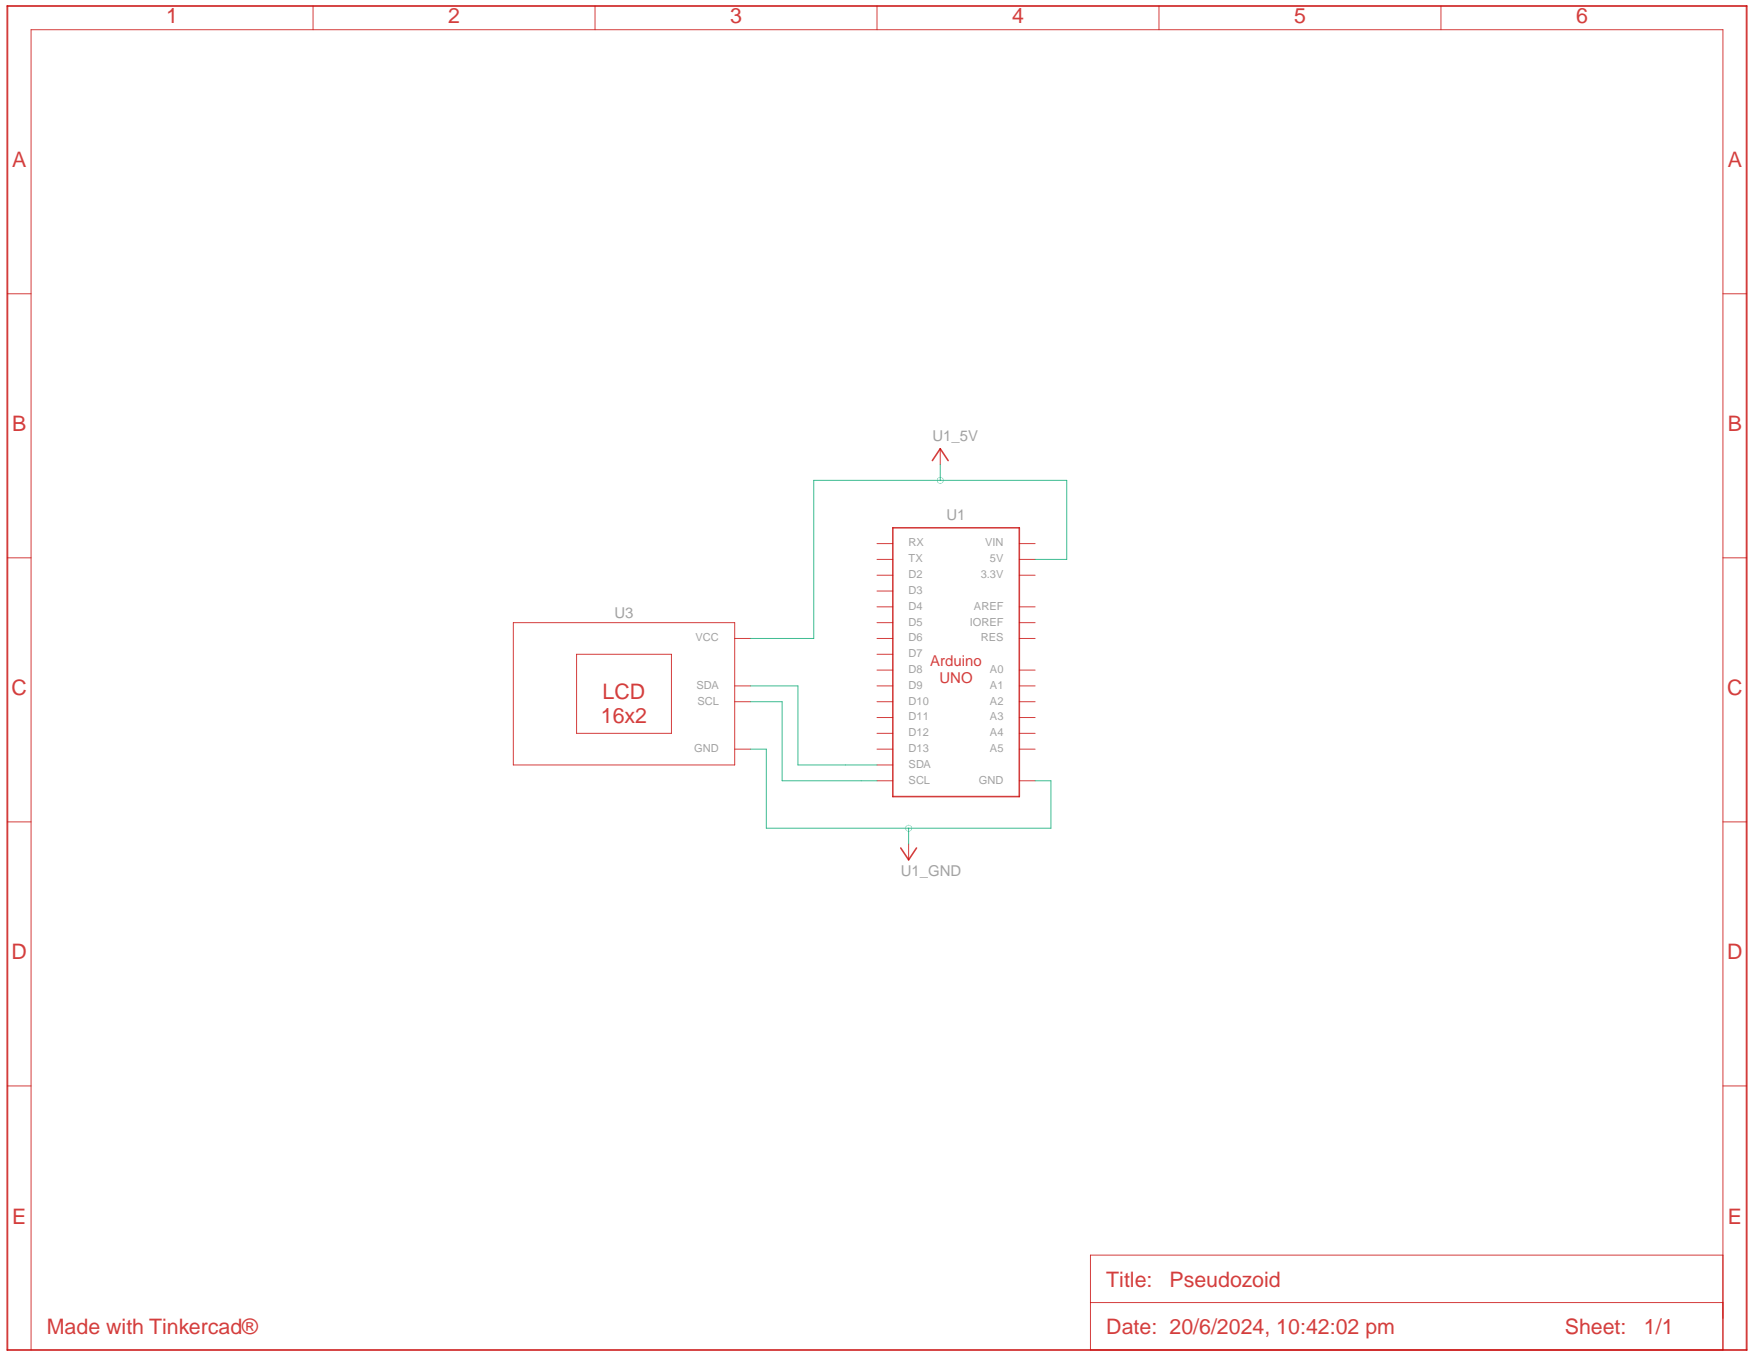 1 2 3 4 5 6
A A
B B
U1_5V
U1
RX VIN
TX 5V
D2 3.3V
D3
D4 AREF
U3
D5 IOREF
VCC D6 RES
D7
Arduino
D8 A0
UNO
LCD
SDA D9 A1
C C
SCL D10 A2
16x2
D11 A3
D12 A4
GND D13 A5
SDA
SCL GND
U1_GND
D D
E E
Title: Pseudozoid
Made with Tinkercad®
Date: 20/6/2024, 10:42:02 pm Sheet: 1/1